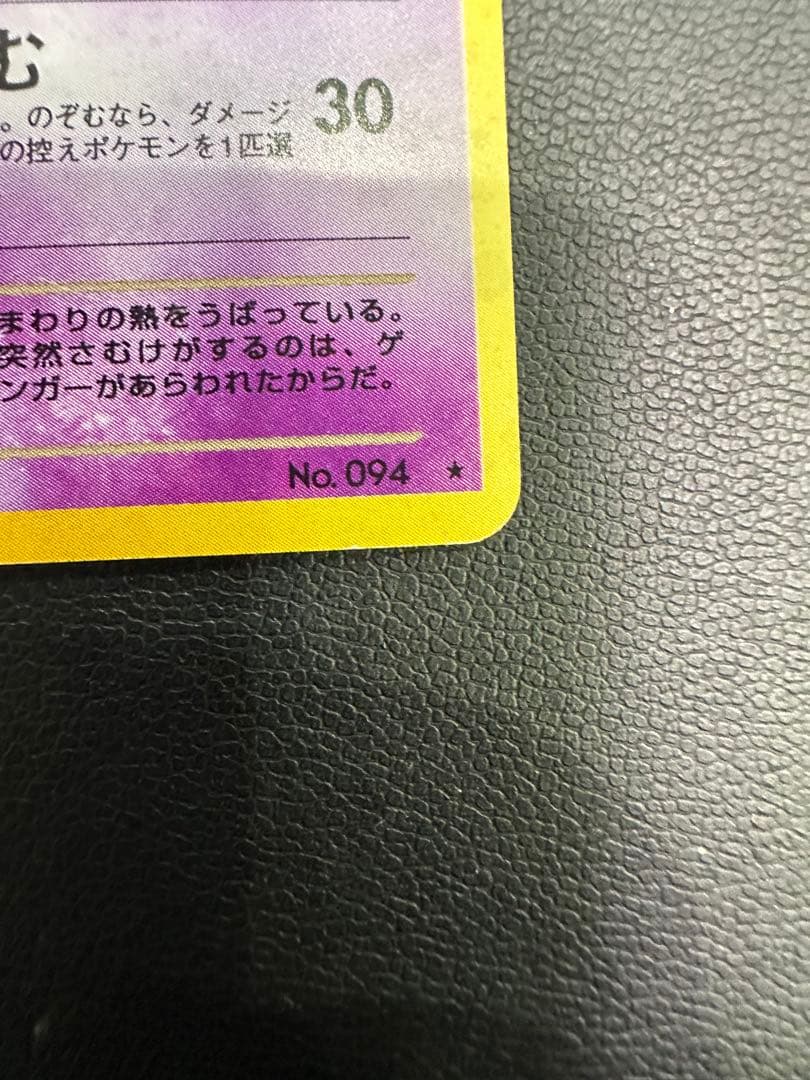 む
。のぞむなら、ダメージ 30
の控えポケモンを1匹選
まわりの熱をうばっている。
突然さむけがするのは、ゲ
ンガーがあらわれたからだ。
No. 094 ★